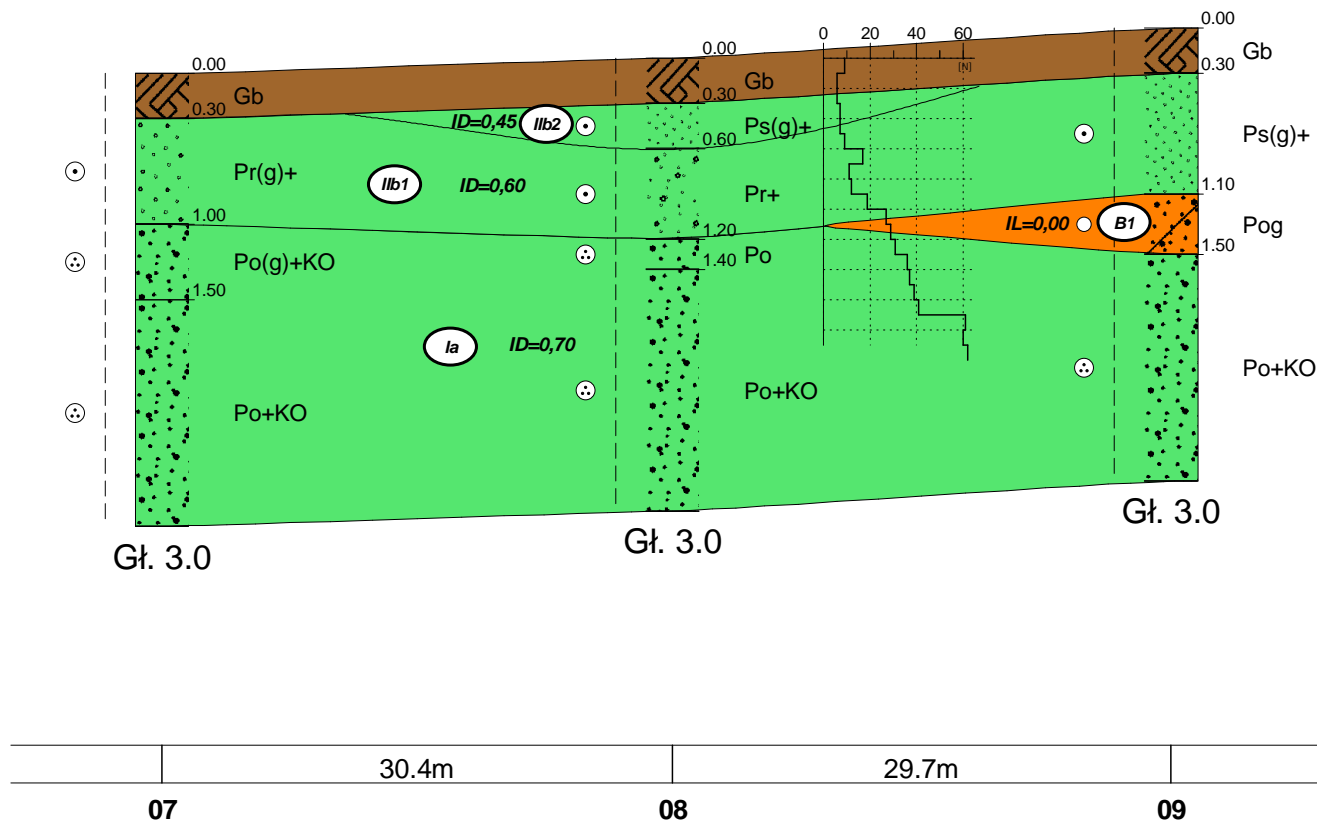 0.00
0 20 40 60
[N]
Gb
0.30
0.00
Gb
0.30
0.00
Gb
0.30
ID=0,45 IIb2
Ps(g)+
0.60
Ps(g)+
Pr(g)+
IIb1 ID=0,60
Pr+
1.10
1.00
1.20
IL=0,00 B1
Pog
Po(g)+KO
Po
1.40
1.50
1.50
Ia ID=0,70
Po+KO
Po+KO
Po+KO
Gł. 3.0
Gł. 3.0
Gł. 3.0
30.4m 29.7m
07 08 09